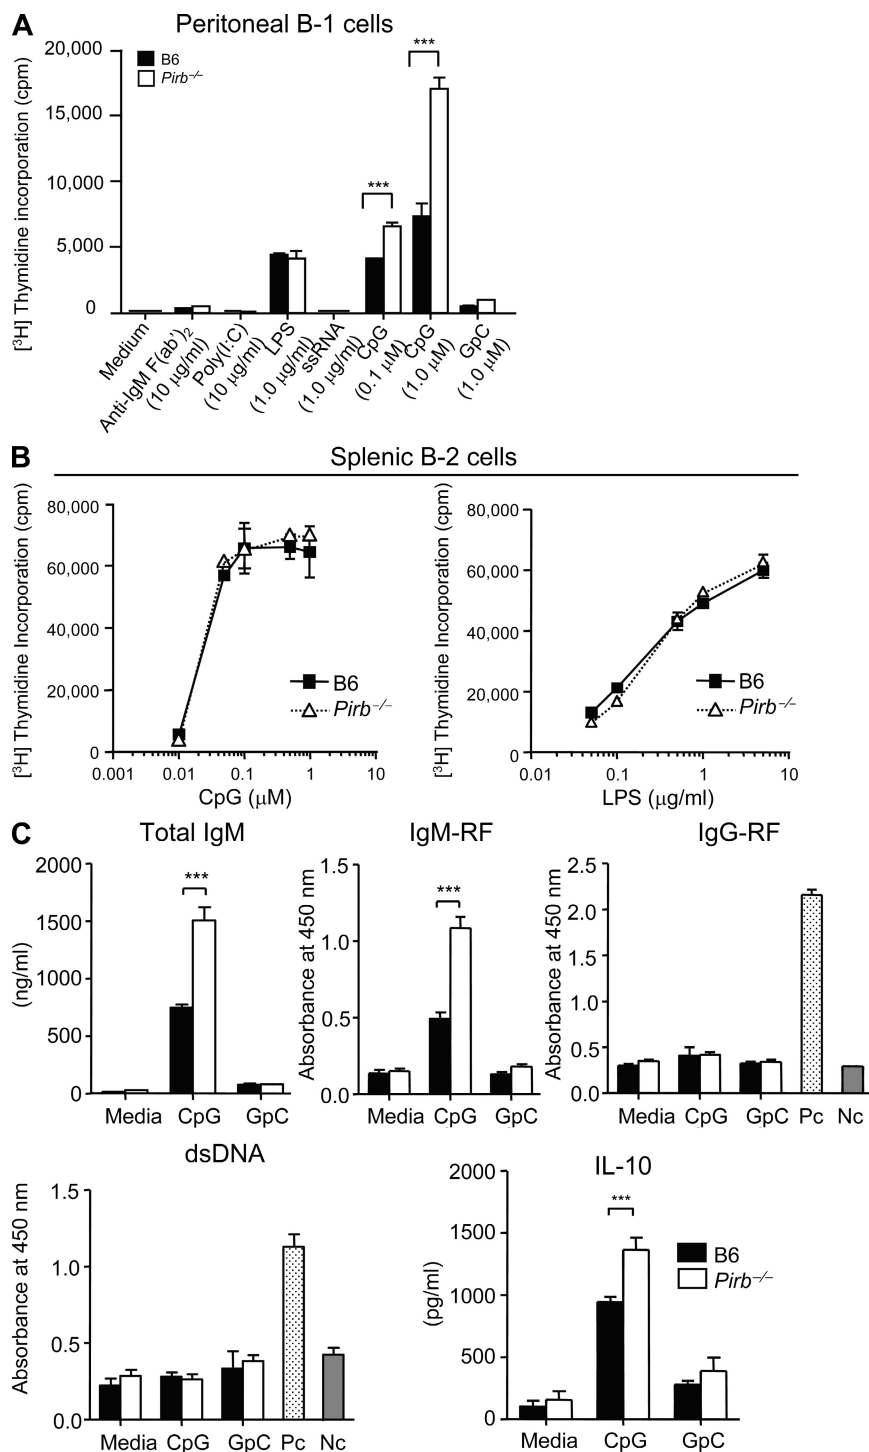 A
Peritoneal B-1 cells
[³H] Thymidine incorporation (cpm)
20,000
15,000
10,000
5,000
0
B6
Pirb⁻/⁻
***
***
Medium
Anti-IgM F(ab')₂
(10 μg/ml)
Poly(I:C)
(10 μg/ml)
LPS
(1.0 μg/ml)
ssRNA
(1.0 μg/ml)
CpG
(0.1 μM)
CpG
(1.0 μM)
GpC
(1.0 μM)
B
Splenic B-2 cells
[³H] Thymidine Incorporation (cpm)
80,000
60,000
40,000
20,000
0
0.001 0.01 0.1 1 10
CpG (μM)
B6
Pirb⁻/⁻
[³H] Thymidine Incorporation (cpm)
80,000
60,000
40,000
20,000
0
0.01 0.1 1 10
LPS (μg/ml)
B6
Pirb⁻/⁻
C
Total IgM
(ng/ml)
2000
1500
1000
500
0
***
Media CpG GpC
IgM-RF
Absorbance at 450 nm
1.5
1.0
0.5
0.0
***
Media CpG GpC
IgG-RF
Absorbance at 450 nm
2.5
2.0
1.5
1.0
0.5
0.0
Media CpG GpC Pc Nc
dsDNA
Absorbance at 450 nm
1.5
1.0
0.5
0.0
Media CpG GpC Pc Nc
IL-10
(pg/ml)
2000
1500
1000
500
0
***
B6
Pirb⁻/⁻
Media CpG GpC